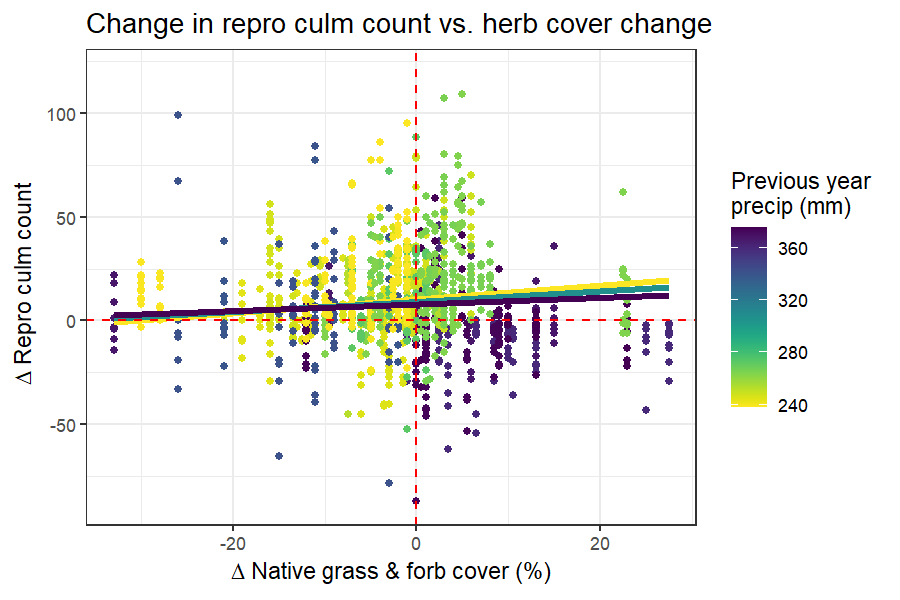 Change in repro culm count vs. herb cover change
Δ Repro culm count
100
50
0
-50
-20
0
20
Δ Native grass & forb cover (%)
Previous year
precip (mm)
360
320
280
240